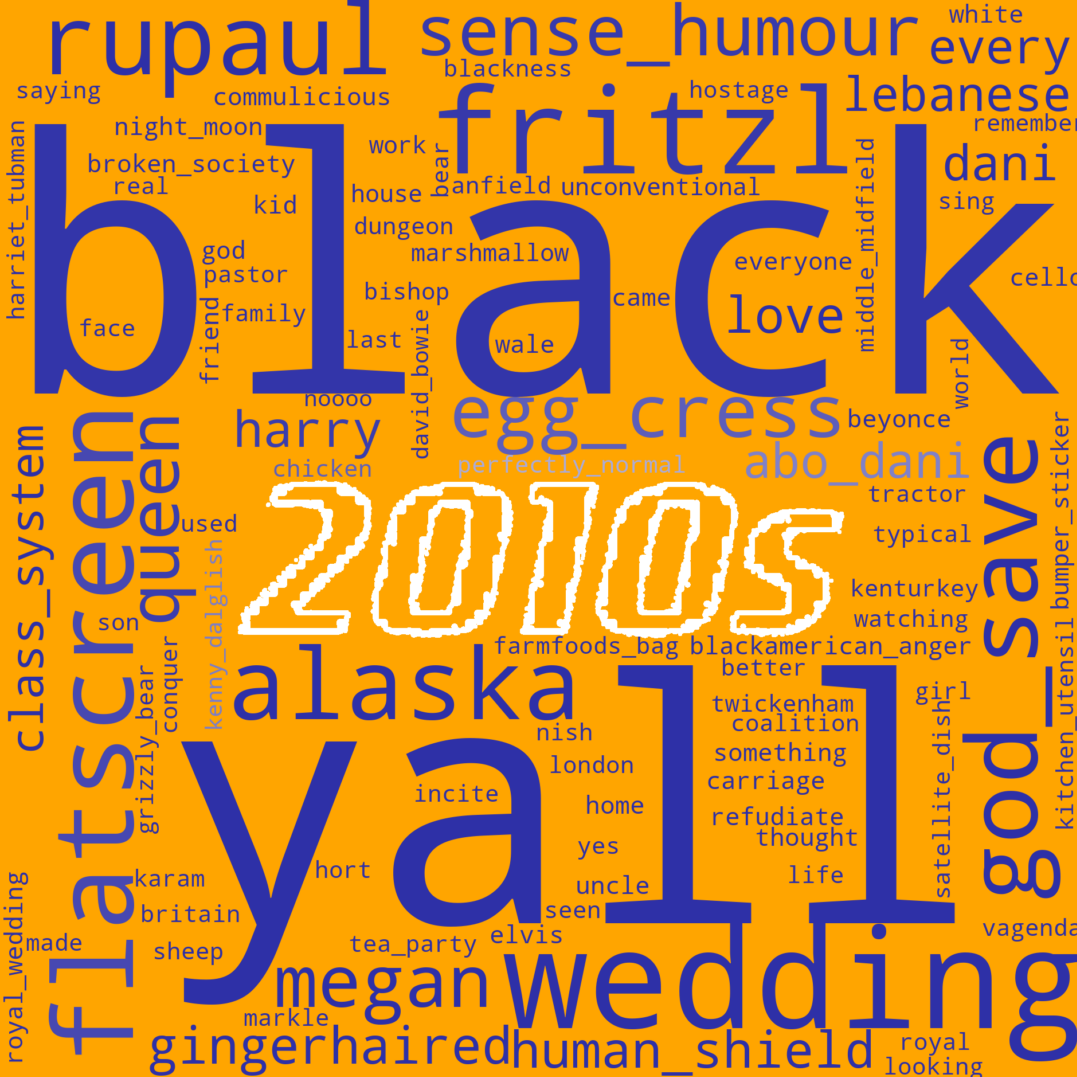 rupaul
sense_humour
white
every
saying
commulicious
blackness
hostage
lebanese
remember
night_moon
work
fritzl
broken_society
bear
dani
real
house
anfield
unconventional
harriet_tubman
kid
dungeon
middle_midfield
sing
black
god
marshmallow
everyone
pastor
cello
friend
family
bishop
came
love
face
last
wale
david_bowie
world
noooo
harry
egg_cress
beyonce
chicken
perfectly_normal
abo_dani
flatscreen
queen
class_system
used
2010s
tractor
typical
god_save
bumper_sticker
kenny_dalglish
kenturkey
son
watching
conquer
farmfoods_bag
blackamerican_anger
kitchen_utensil
alaska
better
grizzly_bear
twickenham
girl
nish
coalition
satellite_dish
yall
something
london
carriage
incite
home
refudiate
thought
yes
hort
life
karam
uncle
britain
seen
royal_wedding
made
sheep
tea_party
elvis
vagenda
megan
wedding
markle
gingerhaired
human_shield
royal
looking